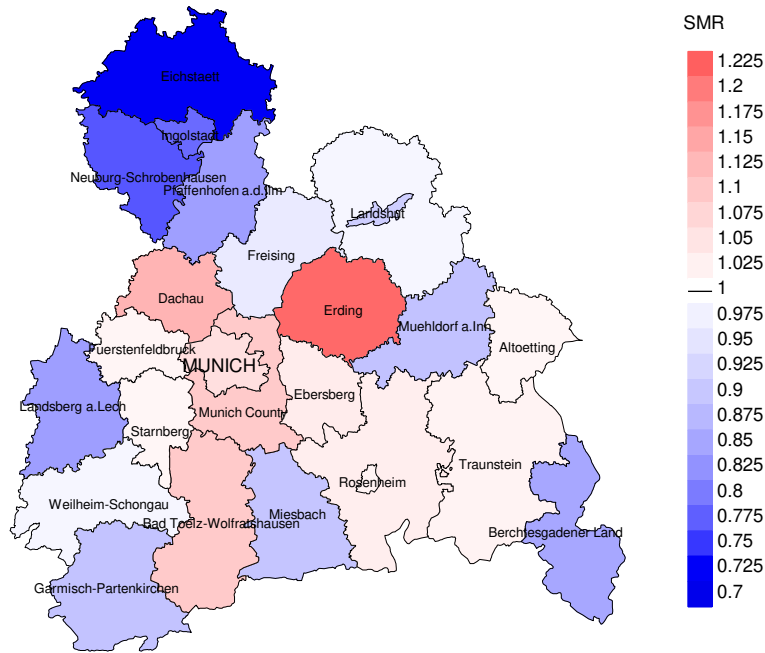 SMR
Eichstaett
Ingolstadt
Neuburg-Schrobenhausen
Pfaffenhofen a.d.Ilm
Landshut
Freising
Dachau
Erding
Muehldorf a.Inn
Altoetting
Fuerstenfeldbruck
MUNICH
Ebersberg
Landsberg a.Lech
Munich County
Starnberg
Traunstein
Rosenheim
Weilheim-Schongau
Miesbach
Bad Toelz-Wolfratshausen
Berchtesgadener Land
Garmisch-Partenkirchen
1.225
1.2
1.175
1.15
1.125
1.1
1.075
1.05
1.025
1
0.975
0.95
0.925
0.9
0.875
0.85
0.825
0.8
0.775
0.75
0.725
0.7